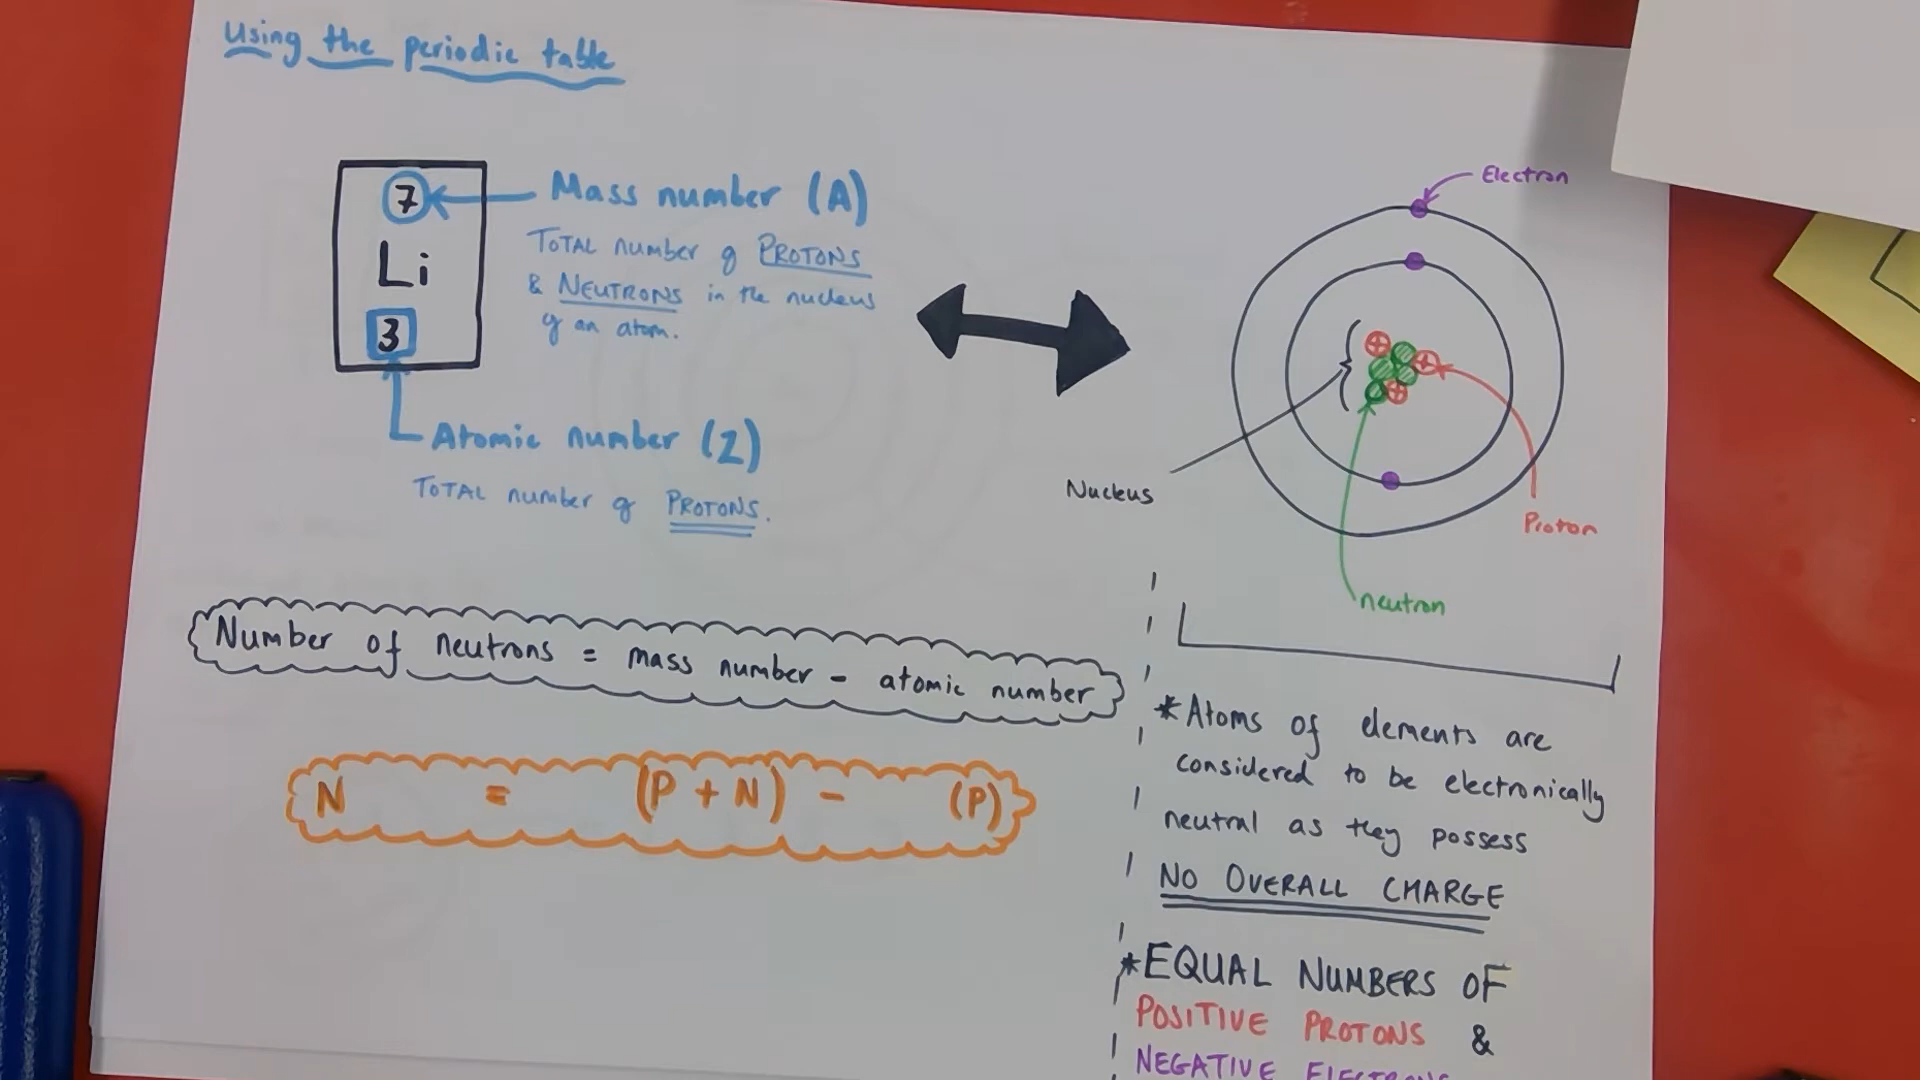 Using the periodic table
7
Li
3
Mass number (A)
TOTAL number of PROTONS
& NEUTRONS in the nucleus
of an atom.
Atomic number (Z)
TOTAL number of PROTONS.
Electron
Nucleus
Proton
neutron
Number of neutrons = mass number - atomic number
N = (P + N) - (P)
*Atoms of elements are
considered to be electronically
neutral as they possess
NO OVERALL CHARGE
*EQUAL NUMBERS OF
POSITIVE PROTONS &
NEGATIVE ELECTRONS